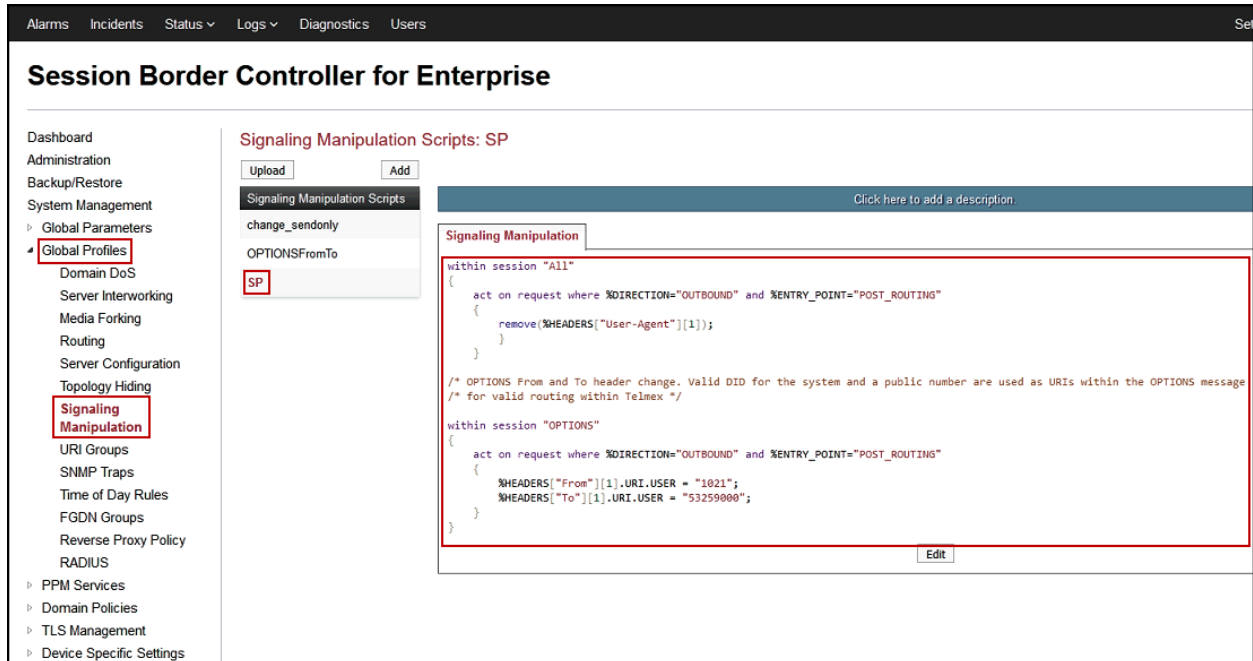 Alarms Incidents Status Logs Diagnostics Users Set
Session Border Controller for Enterprise
Dashboard
Administration
Backup/Restore
System Management
Global Parameters
Global Profiles
Domain DoS
Server Interworking
Media Forking
Routing
Server Configuration
Topology Hiding
Signaling
Manipulation
URI Groups
SNMP Traps
Time of Day Rules
FGDN Groups
Reverse Proxy Policy
RADIUS
PPM Services
Domain Policies
TLS Management
Device Specific Settings
Signaling Manipulation Scripts: SP
Upload Add
Signaling Manipulation Scripts
change_sendonly
OPTIONSFromTo
SP
Click here to add a description.
Signaling Manipulation
within session "All"
{
act on request where %DIRECTION="OUTBOUND" and %ENTRY_POINT="POST_ROUTING"
{
remove(%HEADERS["User-Agent"][1]);
}
}
/* OPTIONS From and To header change. Valid DID for the system and a public number are used as URIs within the OPTIONS message
/* for valid routing within Telmex */
within session "OPTIONS"
{
act on request where %DIRECTION="OUTBOUND" and %ENTRY_POINT="POST_ROUTING"
{
%HEADERS["From"][1].URI.USER = "1021";
%HEADERS["To"][1].URI.USER = "53259000";
}
}
Edit